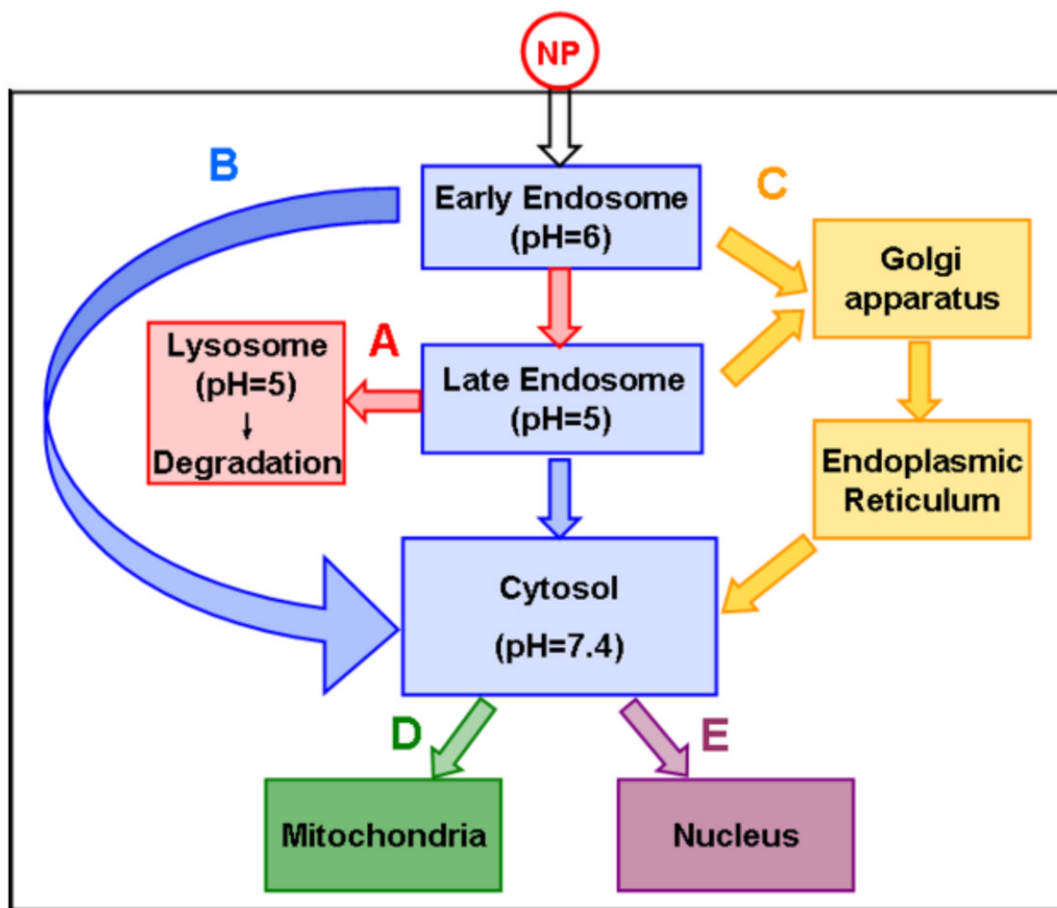 NP
B
Early Endosome
(pH=6)
C
Golgi
apparatus
Lysosome
(pH=5)
↓
Degradation
A
Late Endosome
(pH=5)
Endoplasmic
Reticulum
Cytosol
(pH=7.4)
D
E
Mitochondria
Nucleus